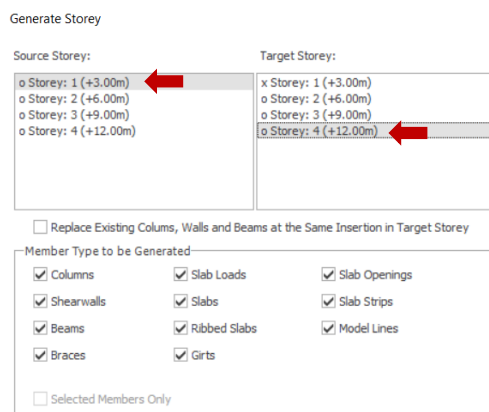 Generate Storey
Source Storey: Target Storey:
o Storey: 1 (+3.00m) x Storey: 1 (+3.00m)
o Storey: 2 (+6.00m) o Storey: 2 (+6.00m)
o Storey: 3 (+9.00m) o Storey: 3 (+9.00m)
o Storey: 4 (+12.00m) o Storey: 4 (+12.00m)
Replace Existing Colums, Walls and Beams at the Same Insertion in Target Storey
Member Type to be Generated
Columns Slab Loads Slab Openings
Shearwalls Slabs Slab Strips
Beams Ribbed Slabs Model Lines
Braces Girts
Selected Members Only